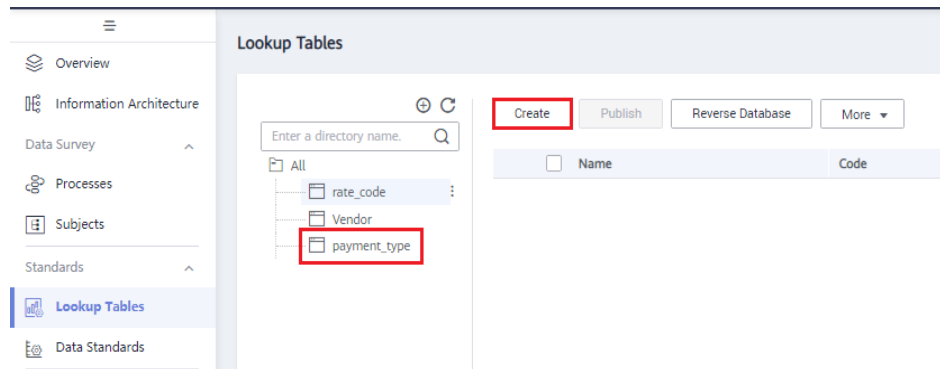 Lookup Tables
Overview
Information Architecture
Data Survey
Processes
Subjects
Standards
Lookup Tables
Data Standards
Enter a directory name.
All
rate_code
Vendor
payment_type
Create
Publish
Reverse Database
More
Name
Code